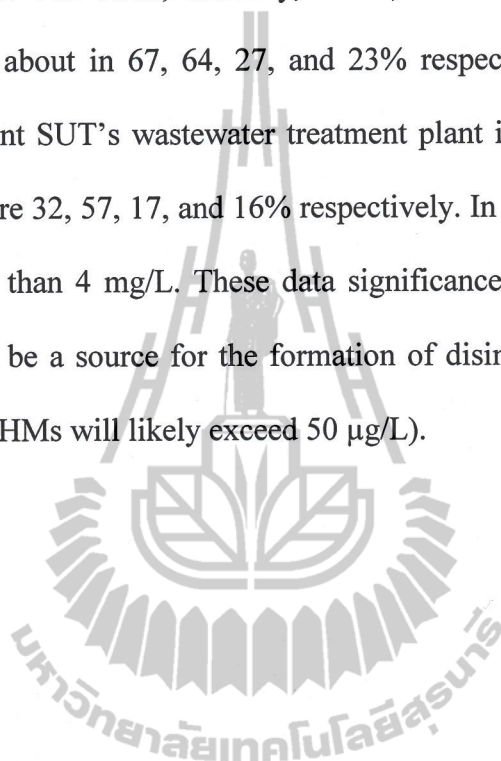 about in 67, 64, 27, and 23% respec
nt SUT's wastewater treatment plant i
re 32, 57, 17, and 16% respectively. In
than 4 mg/L. These data significance
be a source for the formation of disin
HMs will likely exceed 50 µg/L).
มหาวิทยาลัยเทคโนโลยีสุรนารี